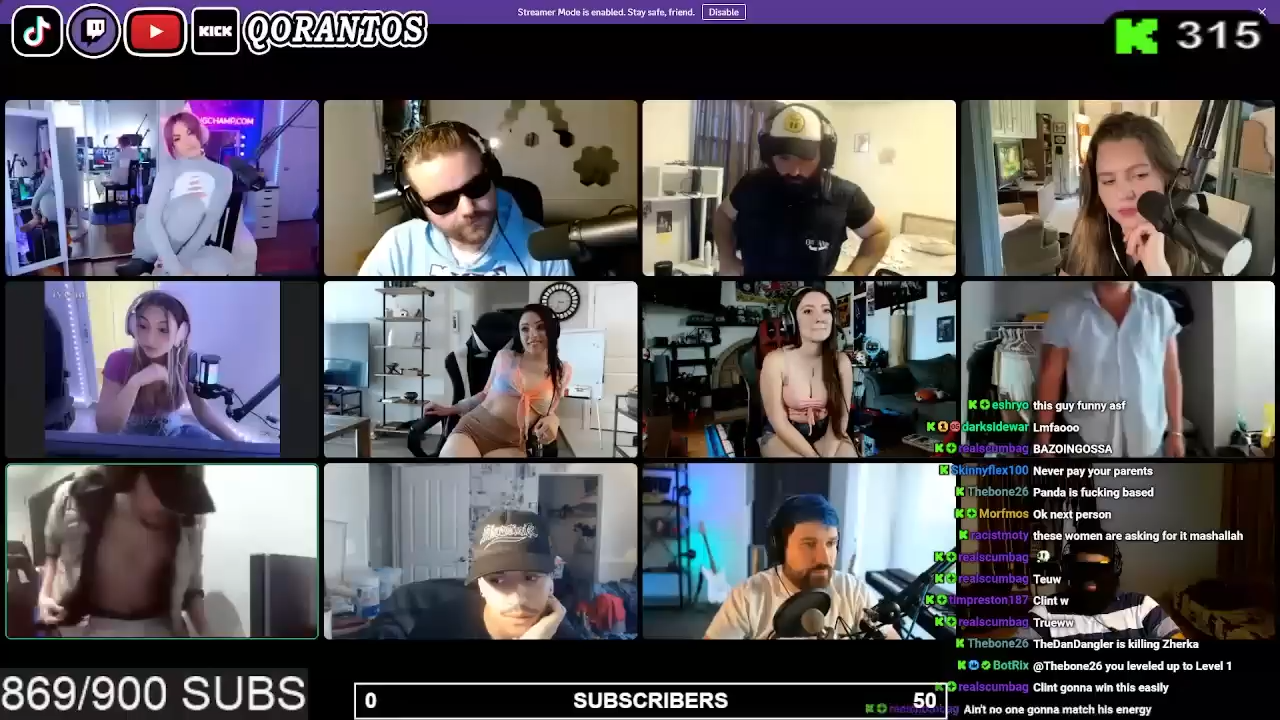 Streamer Mode is enabled. Stay safe, friend. Disable
KICK QORANTOS
315
NGCHAMP.COM
eshryo this guy funny asf
darksidewar Lmfaooo
realscumbag BAZOINGOSSA
Skinnyflex100 Never pay your parents
Thebone26 Panda is fucking based
Morfmos Ok next person
racistmoty these women are asking for it mashallah
realscumbag
realscumbag Teuw
timpreston187 Clint w
realscumbag Trueww
Thebone26 TheDanDangler is killing Zherka
BotRix @Thebone26 you leveled up to Level 1
realscumbag Clint gonna win this easily
Ain't no one gonna match his energy
869/900 SUBS
0 SUBSCRIBERS 50